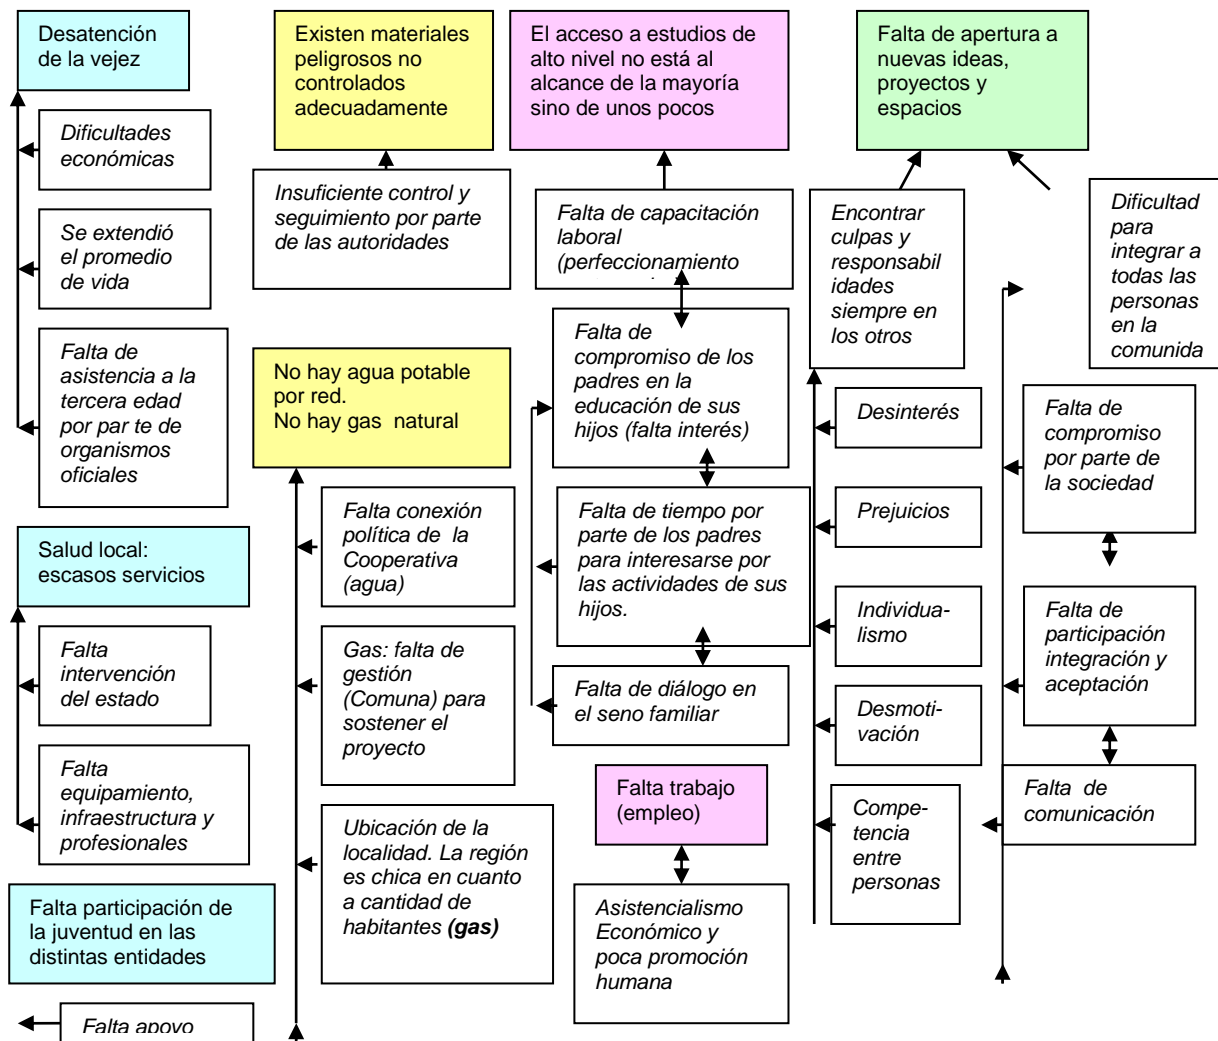 Desatención
de la vejez
Dificultades
económicas
Se extendió
el promedio
de vida
Falta de
asistencia a la
tercera edad
por par te de
organismos
oficiales
Salud local:
escasos servicios
Falta
intervención
del estado
Falta
equipamiento,
infraestructura y
profesionales
Falta participación de
la juventud en las
distintas entidades
Falta apoyo
Existen materiales
peligrosos no
controlados
adecuadamente
Insuficiente control y
seguimiento por parte
de las autoridades
No hay agua potable
por red.
No hay gas  natural
Falta conexión
política de  la
Cooperativa
(agua)
Gas: falta de
gestión
(Comuna) para
sostener el
proyecto
Ubicación de la
localidad. La región
es chica en cuanto
a cantidad de
habitantes (gas)
El acceso a estudios de
alto nivel no está al
alcance de la mayoría
sino de unos pocos
Falta de capacitación
laboral
(perfeccionamiento
Falta de
compromiso de los
padres en la
educación de sus
hijos (falta interés)
Falta de tiempo por
parte de los padres
para interesarse por
las actividades de sus
hijos.
Falta de diálogo en
el seno familiar
Falta trabajo
(empleo)
Asistencialismo
Económico y
poca promoción
humana
Falta de apertura a
nuevas ideas,
proyectos y
espacios
Encontrar
culpas y
responsabil
idades
siempre en
los otros
Desinterés
Prejuicios
Individua-
lismo
Desmoti-
vación
Compe-
tencia
entre
personas
Dificultad
para
integrar a
todas las
personas
en la
comunida
Falta de
compromiso
por parte de
la sociedad
Falta de
participación
integración y
aceptación
Falta  de
comunicación